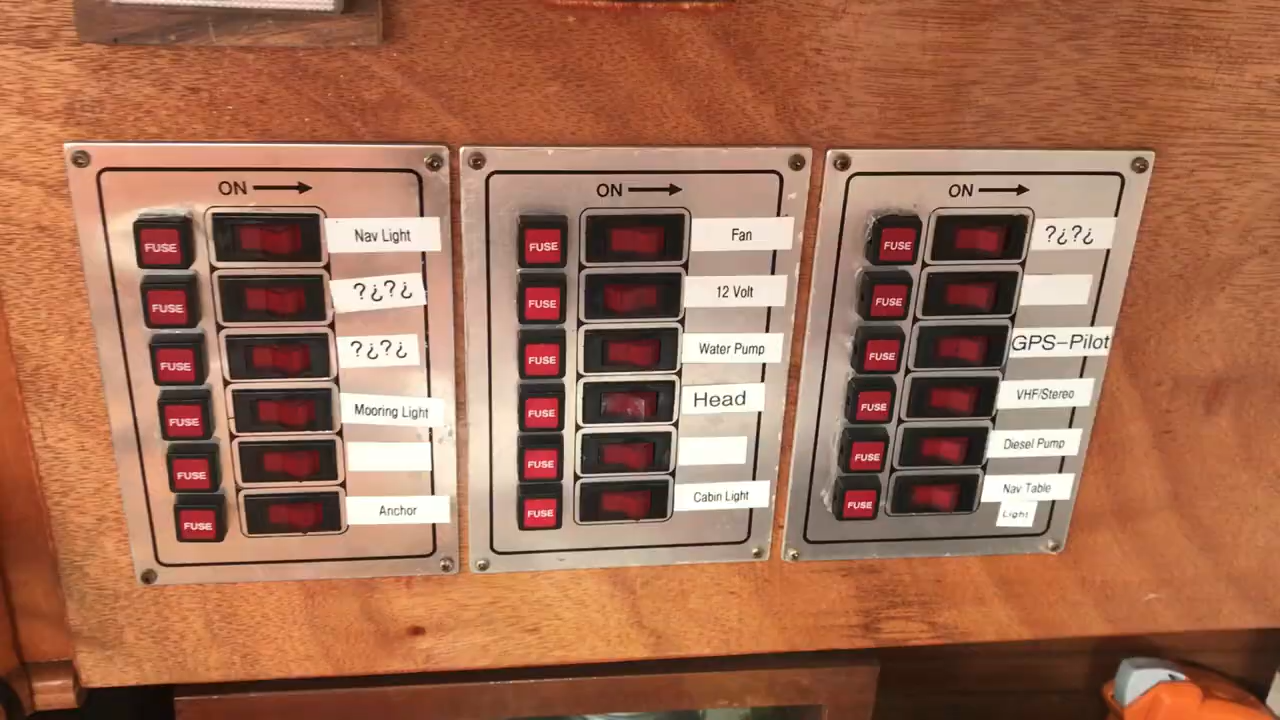 ON
FUSE Nav Light
FUSE ?¿?¿
FUSE ?¿?¿
FUSE Mooring Light
FUSE
FUSE Anchor
ON
FUSE Fan
FUSE 12 Volt
FUSE Water Pump
FUSE Head
FUSE
FUSE Cabin Light
ON
FUSE ?¿?¿
FUSE
FUSE GPS-Pilot
FUSE VHF/Stereo
FUSE Diesel Pump
FUSE Nav Table
Light